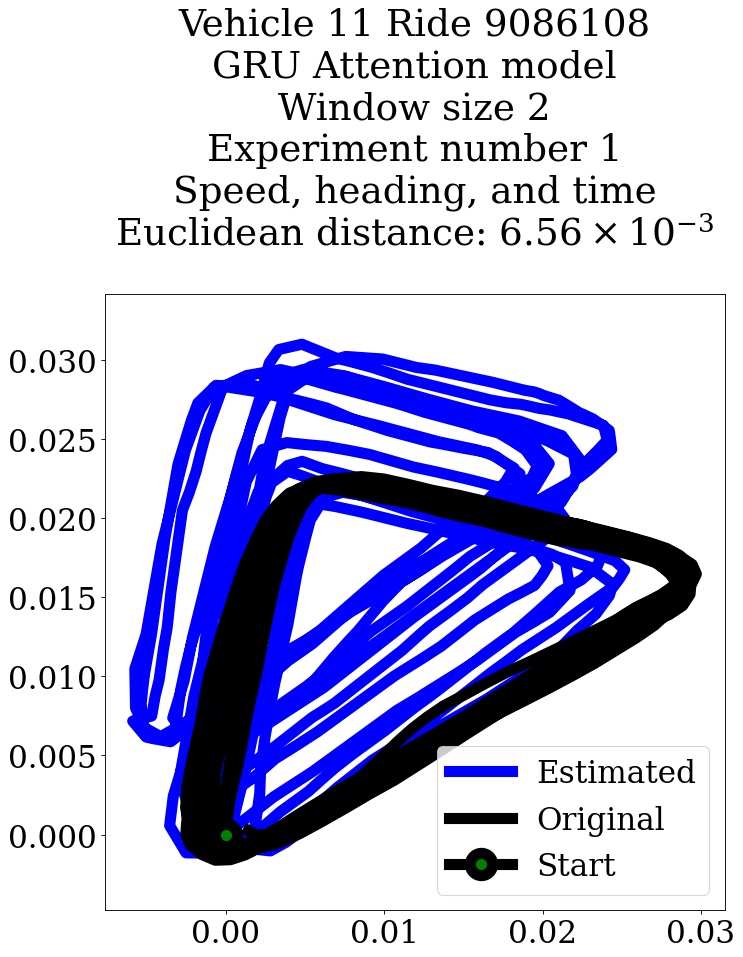 Vehicle 11 Ride 9086108
GRU Attention model
Window size 2
Experiment number 1
Speed, heading, and time
Euclidean distance: $6.56 \times 10^{-3}$
0.030
0.025
0.020
0.015
0.010
0.005
0.000
Estimated
Original
Start
0.00 0.01 0.02 0.03